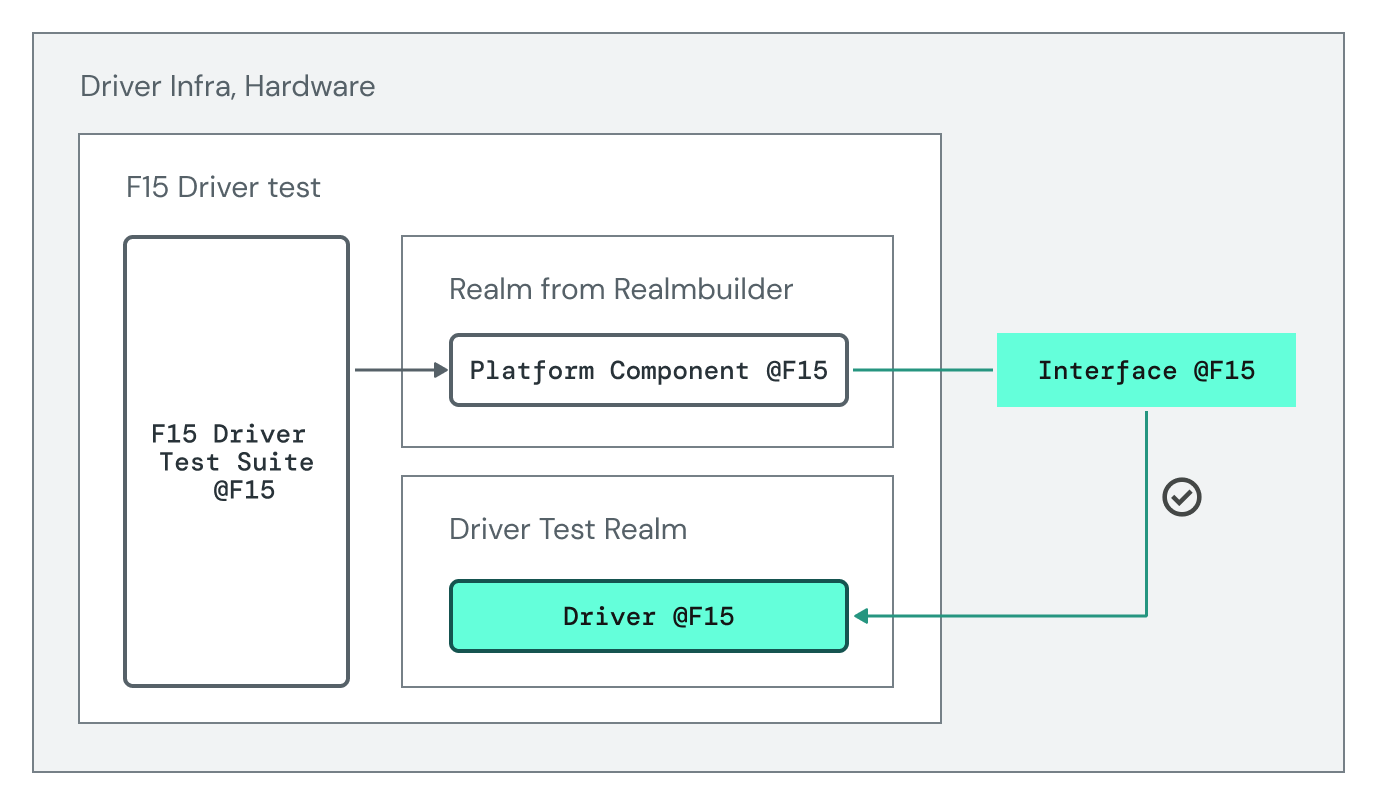 Driver Infra, Hardware
F15 Driver test
F15 Driver
Test Suite
@F15
Realm from Realmbuilder
Platform Component @F15
Interface @F15
Driver Test Realm
Driver @F15